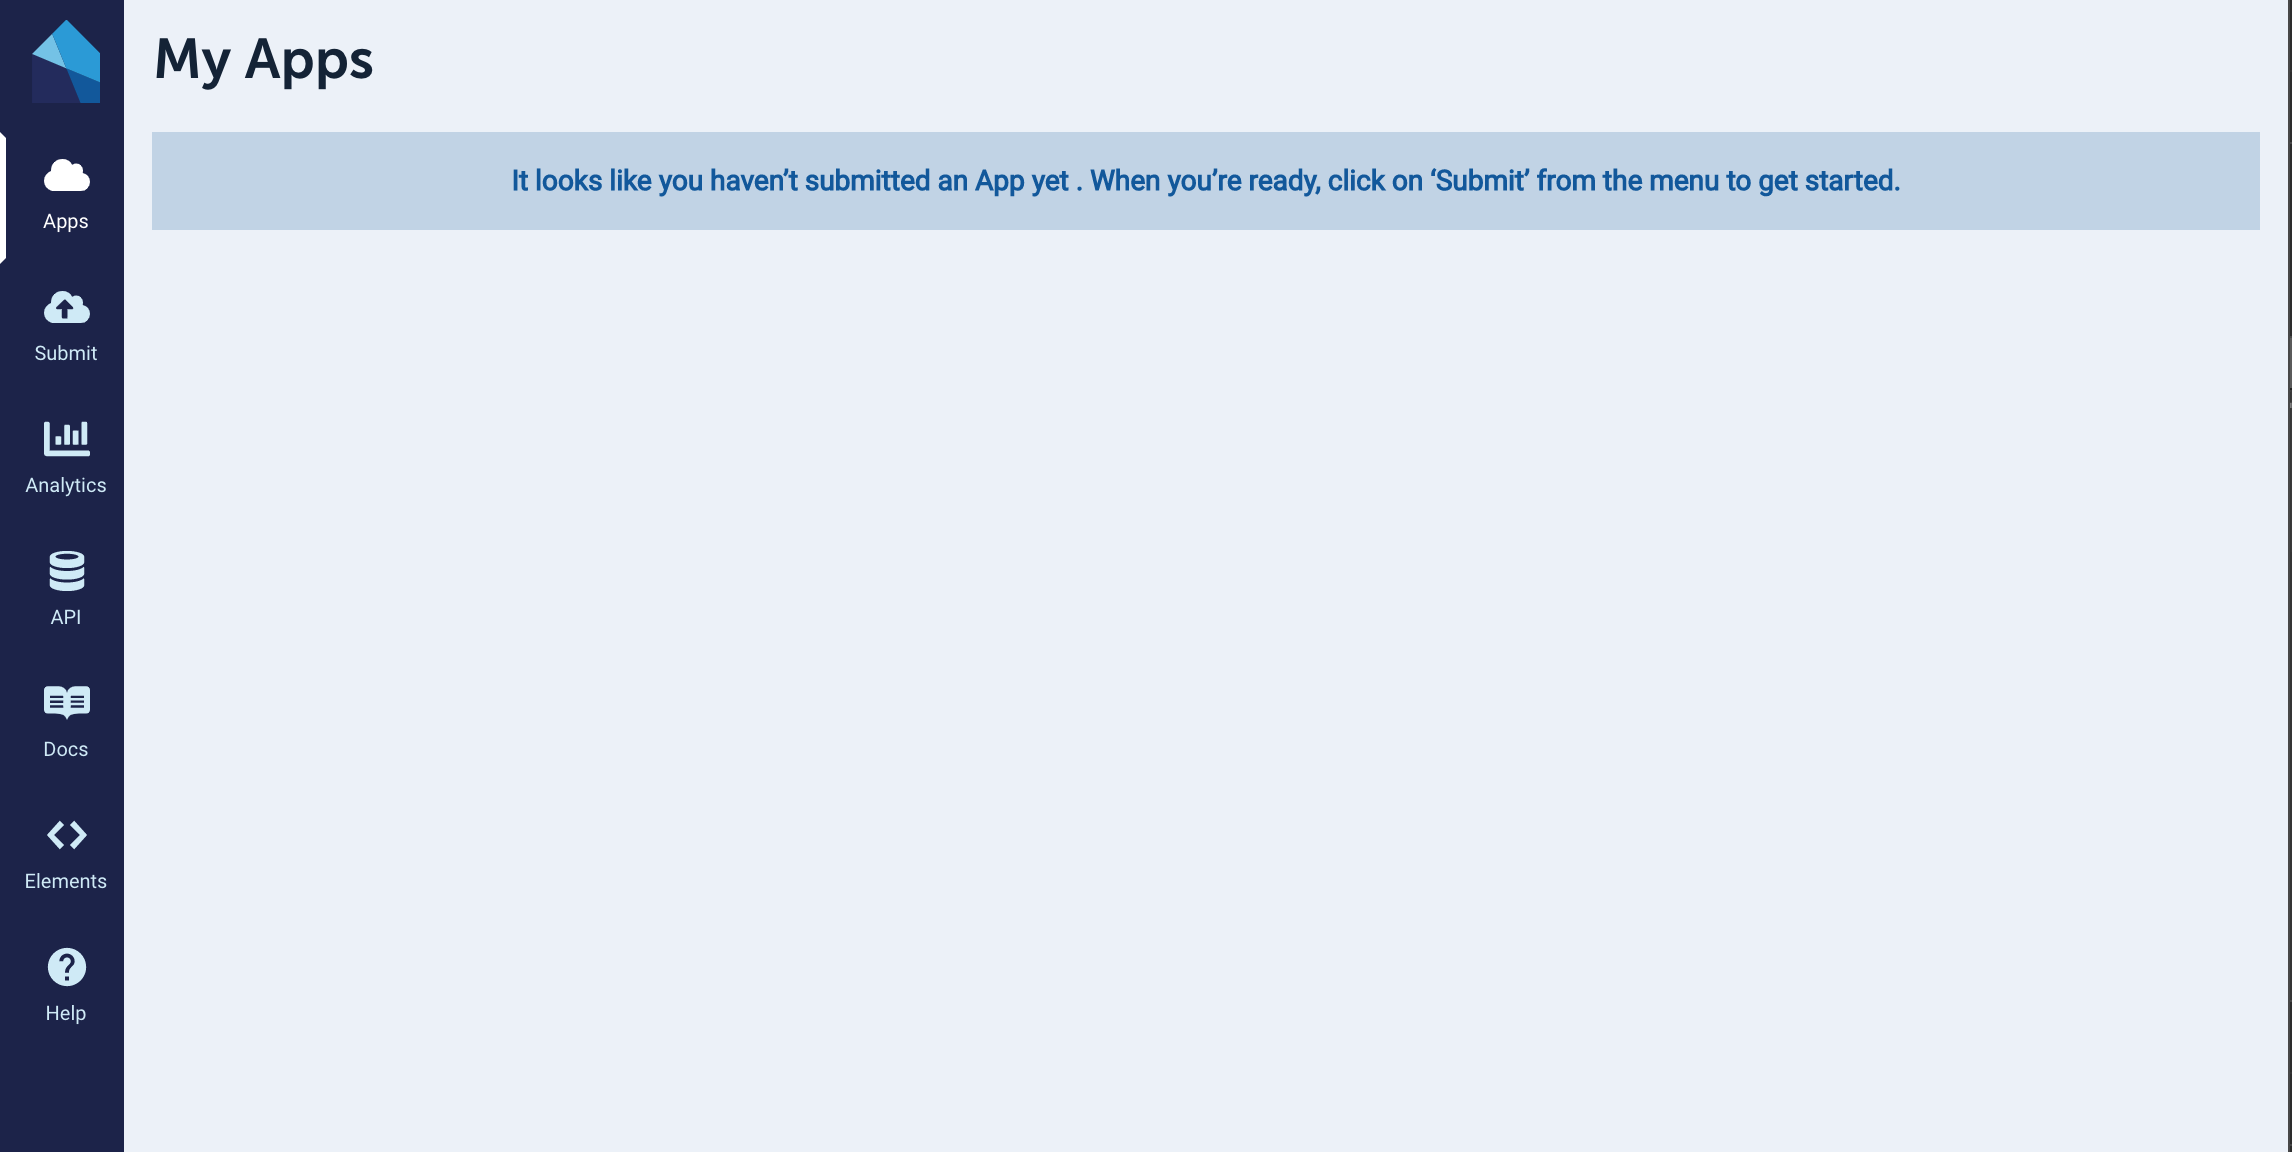 My Apps
It looks like you haven’t submitted an App yet . When you’re ready, click on ‘Submit’ from the menu to get started.
Apps
Submit
Analytics
API
Docs
Elements
Help